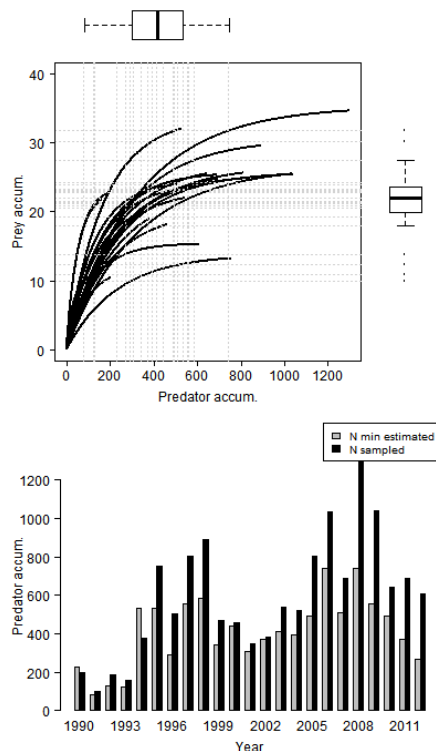 40
30
20
10
0
Prey accum.
0 200 400 600 800 1000 1200
Predator accum.
N min estimated
N sampled
1200
1000
800
600
400
200
0
Predator accum.
1990 1993 1996 1999 2002 2005 2008 2011
Year